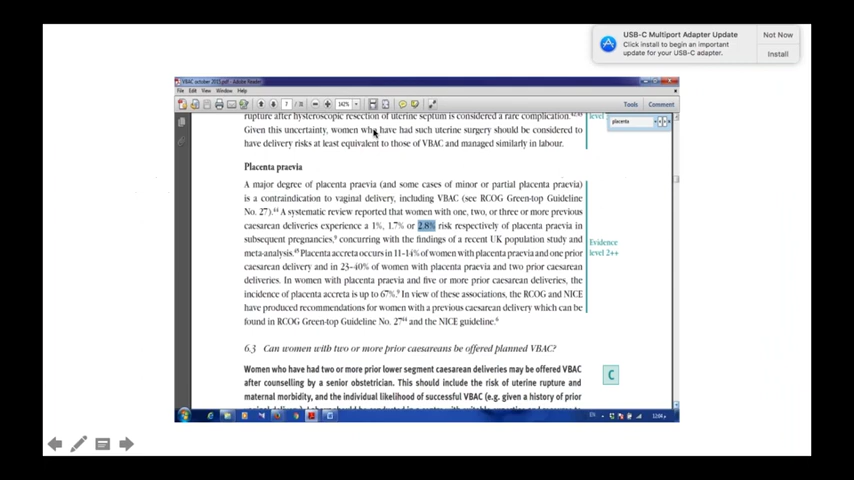 USB-C Multiport Adapter Update
Click install to begin an important
update for your USB-C adapter.
Not Now
Install
VBAC october 2015.pdf - Adobe Reader
File Edit View Window Help
7 / 31
142%
Tools
Comment
placenta
rupture after hysteroscopic resection of uterine septum is considered a rare complication.
Given this uncertainty, women who have had such uterine surgery should be considered to
have delivery risks at least equivalent to those of VBAC and managed similarly in labour.
Placenta praevia
A major degree of placenta praevia (and some cases of minor or partial placenta praevia)
is a contraindication to vaginal delivery, including VBAC (see RCOG Green-top Guideline
No. 27).44 A systematic review reported that women with one, two, or three or more previous
caesarean deliveries experience a 1%, 1.7% or 2.8% risk respectively of placenta praevia in
subsequent pregnancies,9 concurring with the findings of a recent UK population study and
meta-analysis.45 Placenta accreta occurs in 11–14% of women with placenta praevia and one prior
caesarean delivery and in 23–40% of women with placenta praevia and two prior caesarean
deliveries. In women with placenta praevia and five or more prior caesarean deliveries, the
incidence of placenta accreta is up to 67%.9 In view of these associations, the RCOG and NICE
have produced recommendations for women with a previous caesarean delivery which can be
found in RCOG Green-top Guideline No. 2744 and the NICE guideline.6
Evidence
level 2++
6.3 Can women with two or more prior caesareans be offered planned VBAC?
Women who have had two or more prior lower segment caesarean deliveries may be offered VBAC
after counselling by a senior obstetrician. This should include the risk of uterine rupture and
maternal morbidity, and the individual likelihood of successful VBAC (e.g. given a history of prior
C
EN
12:04